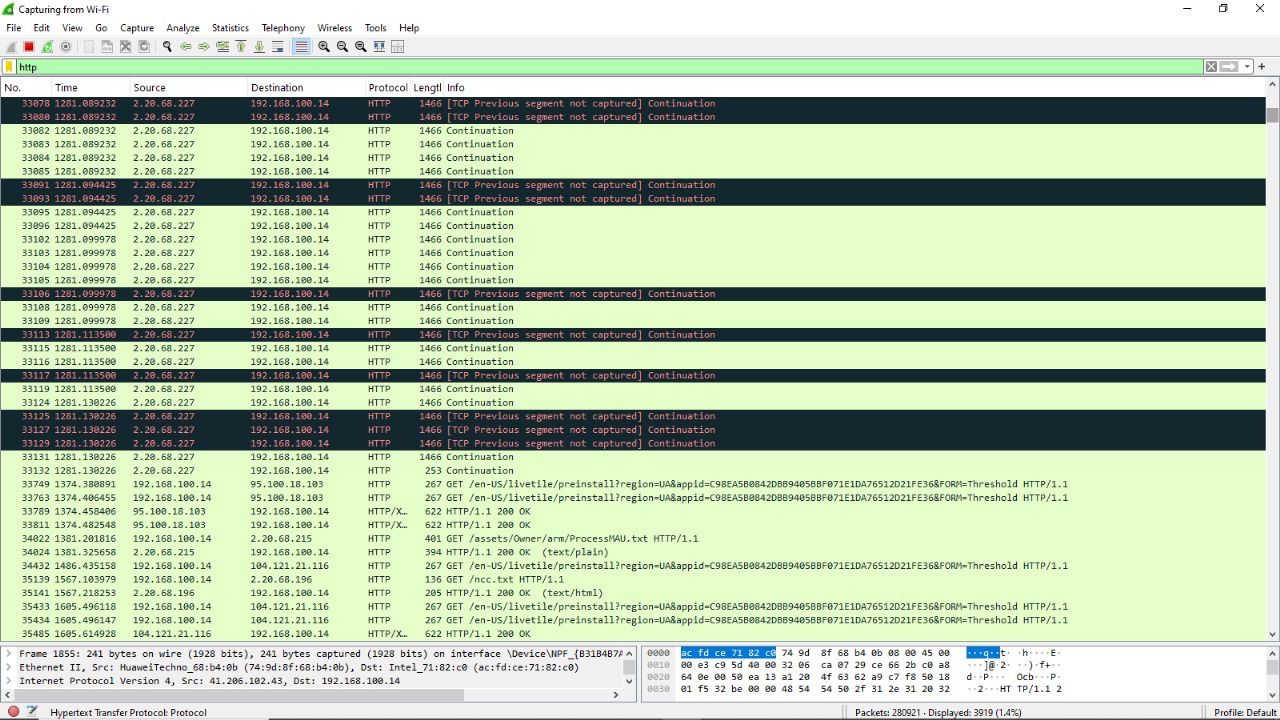 Capturing from Wi-Fi
File Edit View Go Capture Analyze Statistics Telephony Wireless Tools Help
http
No. Time Source Destination Protocol Lengtl Info
33078 1281.089232 2.20.68.227 192.168.100.14 HTTP 1466 [TCP Previous segment not captured] Continuation
33080 1281.089232 2.20.68.227 192.168.100.14 HTTP 1466 [TCP Previous segment not captured] Continuation
33082 1281.089232 2.20.68.227 192.168.100.14 HTTP 1466 Continuation
33083 1281.089232 2.20.68.227 192.168.100.14 HTTP 1466 Continuation
33084 1281.089232 2.20.68.227 192.168.100.14 HTTP 1466 Continuation
33085 1281.089232 2.20.68.227 192.168.100.14 HTTP 1466 Continuation
33091 1281.094425 2.20.68.227 192.168.100.14 HTTP 1466 [TCP Previous segment not captured] Continuation
33093 1281.094425 2.20.68.227 192.168.100.14 HTTP 1466 [TCP Previous segment not captured] Continuation
33095 1281.094425 2.20.68.227 192.168.100.14 HTTP 1466 Continuation
33096 1281.094425 2.20.68.227 192.168.100.14 HTTP 1466 Continuation
33102 1281.099978 2.20.68.227 192.168.100.14 HTTP 1466 Continuation
33103 1281.099978 2.20.68.227 192.168.100.14 HTTP 1466 Continuation
33104 1281.099978 2.20.68.227 192.168.100.14 HTTP 1466 Continuation
33105 1281.099978 2.20.68.227 192.168.100.14 HTTP 1466 Continuation
33106 1281.099978 2.20.68.227 192.168.100.14 HTTP 1466 [TCP Previous segment not captured] Continuation
33108 1281.099978 2.20.68.227 192.168.100.14 HTTP 1466 Continuation
33109 1281.099978 2.20.68.227 192.168.100.14 HTTP 1466 Continuation
33113 1281.113500 2.20.68.227 192.168.100.14 HTTP 1466 [TCP Previous segment not captured] Continuation
33115 1281.113500 2.20.68.227 192.168.100.14 HTTP 1466 Continuation
33116 1281.113500 2.20.68.227 192.168.100.14 HTTP 1466 Continuation
33117 1281.113500 2.20.68.227 192.168.100.14 HTTP 1466 [TCP Previous segment not captured] Continuation
33119 1281.113500 2.20.68.227 192.168.100.14 HTTP 1466 Continuation
33124 1281.130226 2.20.68.227 192.168.100.14 HTTP 1466 Continuation
33125 1281.130226 2.20.68.227 192.168.100.14 HTTP 1466 [TCP Previous segment not captured] Continuation
33127 1281.130226 2.20.68.227 192.168.100.14 HTTP 1466 [TCP Previous segment not captured] Continuation
33129 1281.130226 2.20.68.227 192.168.100.14 HTTP 1466 [TCP Previous segment not captured] Continuation
33131 1281.130226 2.20.68.227 192.168.100.14 HTTP 1466 Continuation
33132 1281.130226 2.20.68.227 192.168.100.14 HTTP 253 Continuation
33749 1374.380891 192.168.100.14 95.100.18.103 HTTP 267 GET /en-US/livetile/preinstall?region=UA&appid=C98EA5B0842DBB9405BBF071E1DA76512D21FE36&FORM=Threshold HTTP/1.1
33763 1374.406455 192.168.100.14 95.100.18.103 HTTP 267 GET /en-US/livetile/preinstall?region=UA&appid=C98EA5B0842DBB9405BBF071E1DA76512D21FE36&FORM=Threshold HTTP/1.1
33789 1374.458406 95.100.18.103 192.168.100.14 HTTP/X… 622 HTTP/1.1 200 OK
33811 1374.482548 95.100.18.103 192.168.100.14 HTTP/X… 622 HTTP/1.1 200 OK
34022 1381.201816 192.168.100.14 2.20.68.215 HTTP 401 GET /assets/Owner/arm/ProcessMAU.txt HTTP/1.1
34024 1381.325658 2.20.68.215 192.168.100.14 HTTP 394 HTTP/1.1 200 OK (text/plain)
34432 1486.435158 192.168.100.14 104.121.21.116 HTTP 267 GET /en-US/livetile/preinstall?region=UA&appid=C98EA5B0842DBB9405BBF071E1DA76512D21FE36&FORM=Threshold HTTP/1.1
35139 1567.103979 192.168.100.14 2.20.68.196 HTTP 136 GET /ncc.txt HTTP/1.1
35141 1567.218253 2.20.68.196 192.168.100.14 HTTP 205 HTTP/1.1 200 OK (text/html)
35433 1605.496118 192.168.100.14 104.121.21.116 HTTP 267 GET /en-US/livetile/preinstall?region=UA&appid=C98EA5B0842DBB9405BBF071E1DA76512D21FE36&FORM=Threshold HTTP/1.1
35434 1605.496147 192.168.100.14 104.121.21.116 HTTP 267 GET /en-US/livetile/preinstall?region=UA&appid=C98EA5B0842DBB9405BBF071E1DA76512D21FE36&FORM=Threshold HTTP/1.1
35485 1605.614928 104.121.21.116 192.168.100.14 HTTP/X… 622 HTTP/1.1 200 OK
Frame 1855: 241 bytes on wire (1928 bits), 241 bytes captured (1928 bits) on interface \Device\NPF_{B31B4B7A
Ethernet II, Src: HuaweiTechno_68:b4:0b (74:9d:8f:68:b4:0b), Dst: Intel_71:82:c0 (ac:fd:ce:71:82:c0)
Internet Protocol Version 4, Src: 41.206.102.43, Dst: 192.168.100.14
0000 ac fd ce 71 82 c0 74 9d 8f 68 b4 0b 08 00 45 00 ···q··t· ·h····E·
0010 00 e3 c9 5d 40 00 32 06 ca 07 29 ce 66 2b c0 a8 ···]@·2· ··)·f+··
0020 64 0e 00 50 ea 13 a1 20 4f 63 62 a9 c7 f8 50 18 d··P··· Ocb···P·
0030 01 f5 32 be 00 00 48 54 54 50 2f 31 2e 31 20 32 ··2···HT TP/1.1 2
Hypertext Transfer Protocol: Protocol
Packets: 280921 · Displayed: 3919 (1.4%)
Profile: Default